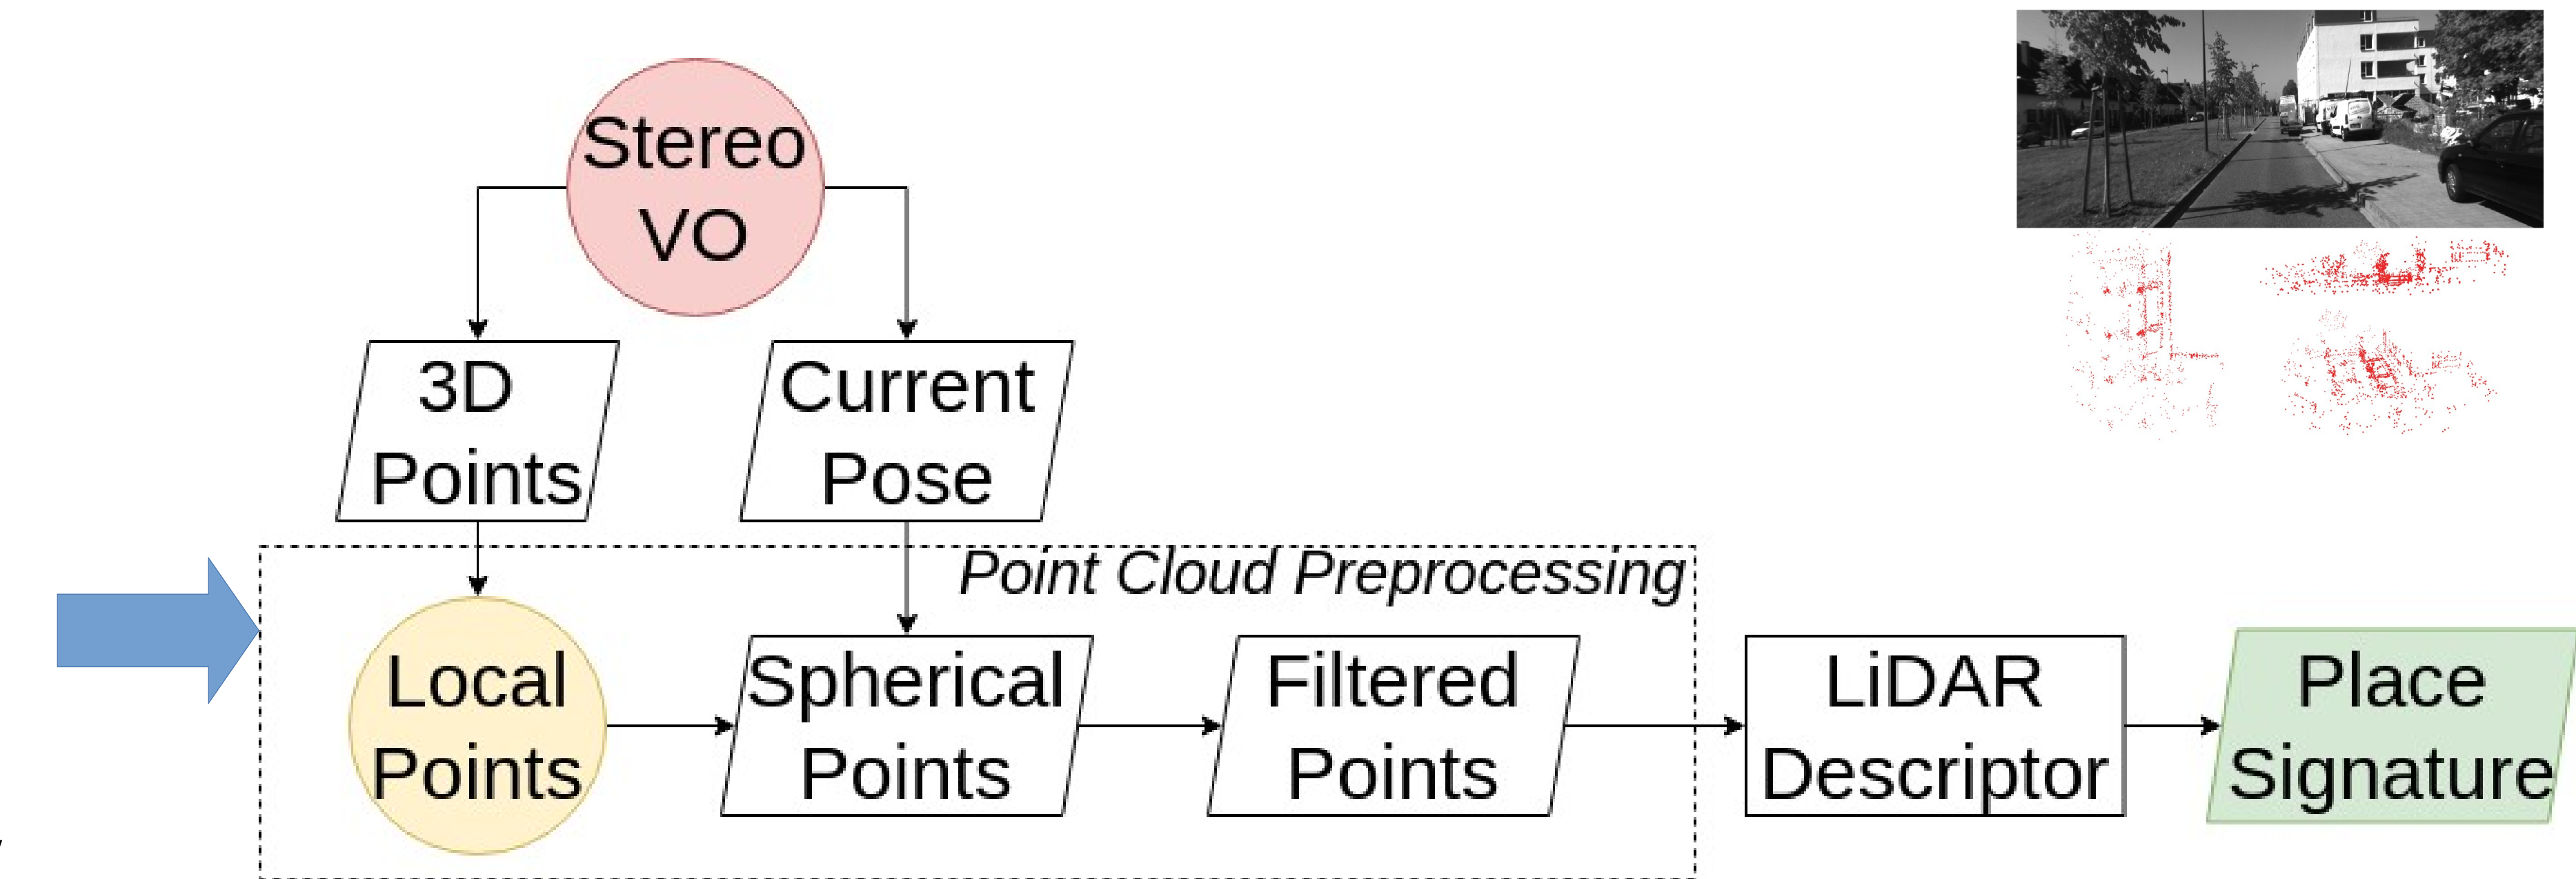 Stereo
VO
3D
Points
Current
Pose
Point Cloud Preprocessing
Local
Points
Spherical
Points
Filtered
Points
LiDAR
Descriptor
Place
Signature